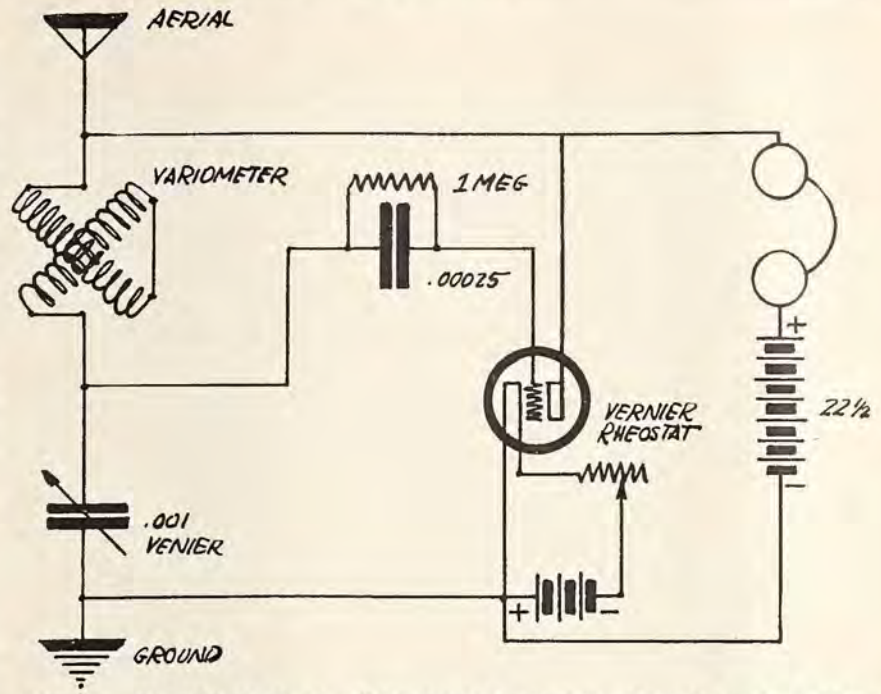 AERIAL
VARIOMETER
1 MEG
.00025
+
22½
VERNIER
RHEOSTAT
-
.001
VENIER
+ -
GROUND